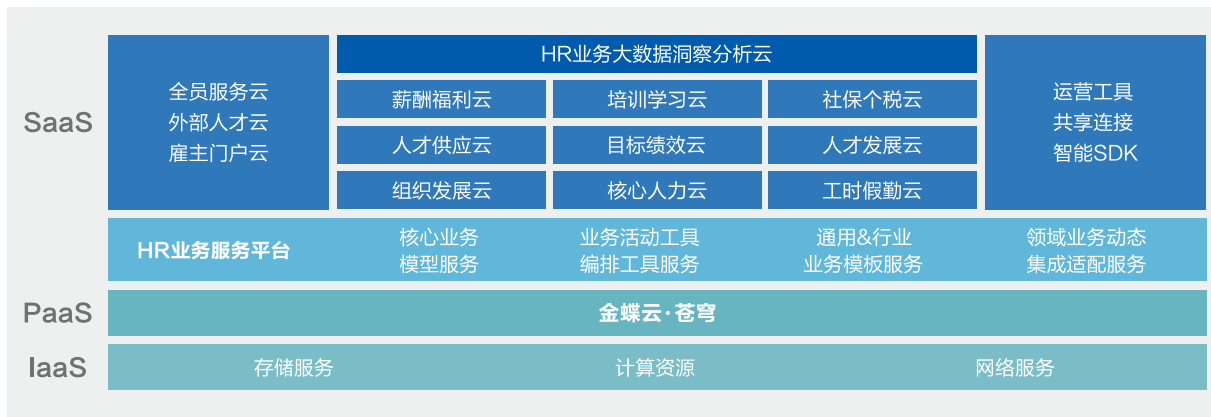 SaaS
全员服务云
外部人才云
雇主门户云
HR业务大数据洞察分析云
薪酬福利云
培训学习云
社保个税云
人才供应云
目标绩效云
人才发展云
组织发展云
核心人力云
工时假勤云
运营工具
共享连接
智能SDK
HR业务服务平台
核心业务
模型服务
业务活动工具
编排工具服务
通用&行业
业务模板服务
领域业务动态
集成适配服务
PaaS
金蝶云·苍穹
IaaS
存储服务
计算资源
网络服务